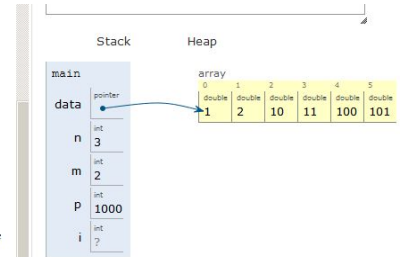 Stack Heap
main
array
0 1 2 3 4 5
pointer
data
double double double double double double
1 2 10 11 100 101
int
n 3
int
m 2
int
p 1000
int
i ?